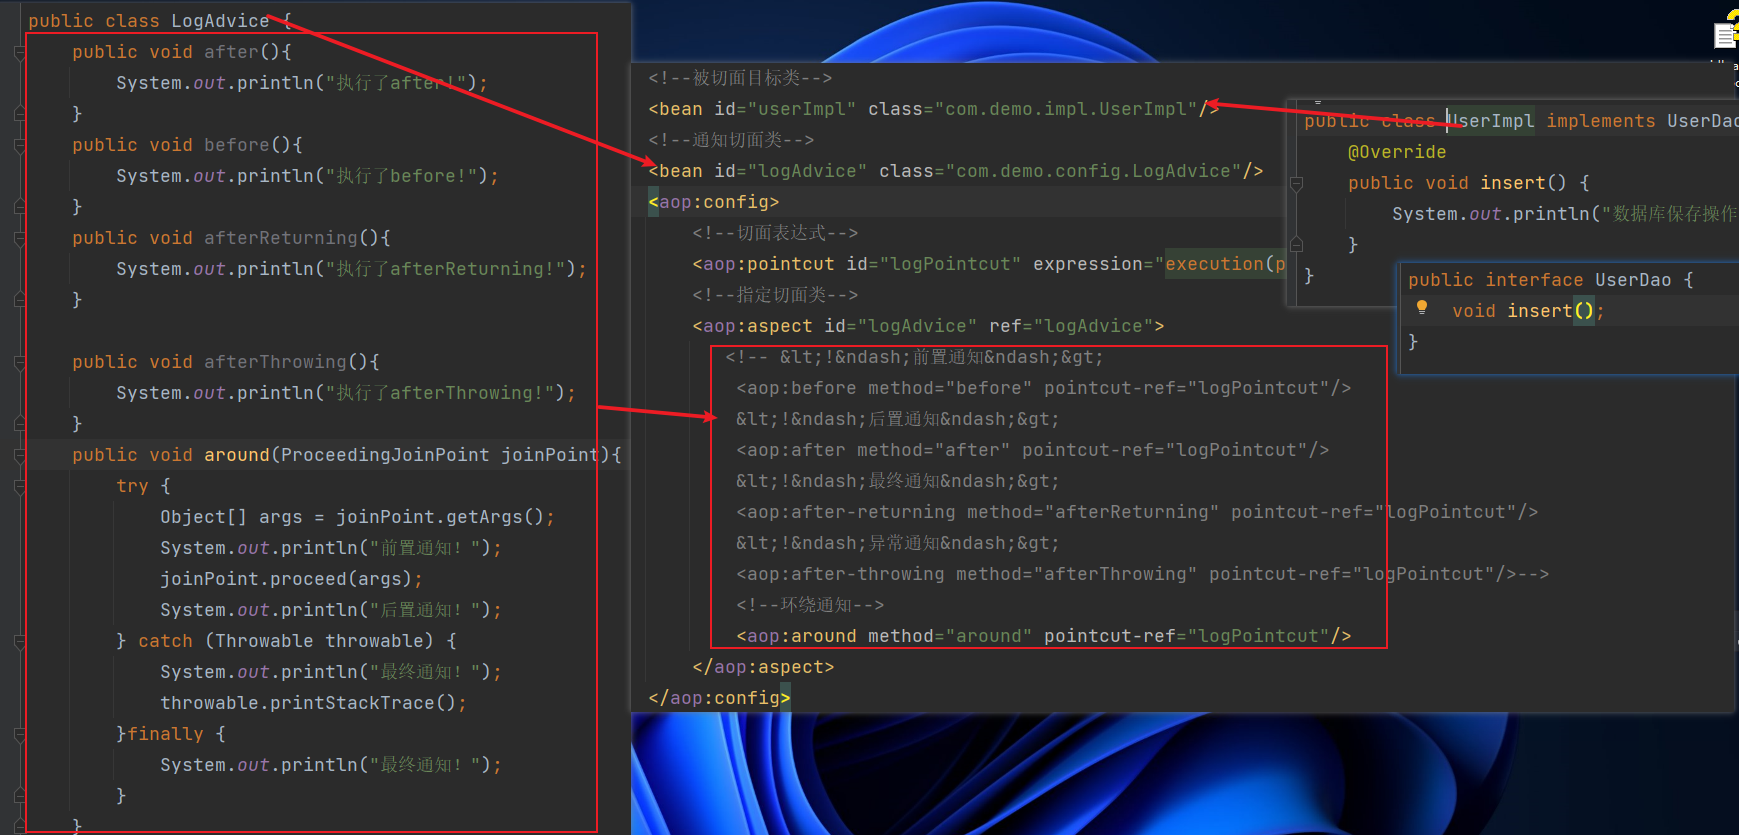 public class LogAdvice {
public void after(){
System.out.println("执行了after!");
}
public void before(){
System.out.println("执行了before!");
}
public void afterReturning(){
System.out.println("执行了afterReturning!");
}
public void afterThrowing(){
System.out.println("执行了afterThrowing!");
}
public void around(ProceedingJoinPoint joinPoint){
try {
Object[] args = joinPoint.getArgs();
System.out.println("前置通知！");
joinPoint.proceed(args);
System.out.println("后置通知！");
} catch (Throwable throwable) {
System.out.println("最终通知！");
throwable.printStackTrace();
}finally {
System.out.println("最终通知！");
}
}
<!--被切面目标类-->
<bean id="userImpl" class="com.demo.impl.UserImpl"/>
<!--通知切面类-->
<bean id="logAdvice" class="com.demo.config.LogAdvice"/>
<aop:config>
<!--切面表达式-->
<aop:pointcut id="logPointcut" expression="execution(p
<!--指定切面类-->
<aop:aspect id="logAdvice" ref="logAdvice">
<!-- &lt;!&ndash;前置通知&ndash;&gt;
<aop:before method="before" pointcut-ref="logPointcut"/>
&lt;!&ndash;后置通知&ndash;&gt;
<aop:after method="after" pointcut-ref="logPointcut"/>
&lt;!&ndash;最终通知&ndash;&gt;
<aop:after-returning method="afterReturning" pointcut-ref="logPointcut"/>
&lt;!&ndash;异常通知&ndash;&gt;
<aop:after-throwing method="afterThrowing" pointcut-ref="logPointcut"/>-->
<!--环绕通知-->
<aop:around method="around" pointcut-ref="logPointcut"/>
</aop:aspect>
</aop:config>
public class UserImpl implements UserDao
@Override
public void insert() {
System.out.println("数据库保存操作
}
}
public interface UserDao {
void insert();
}